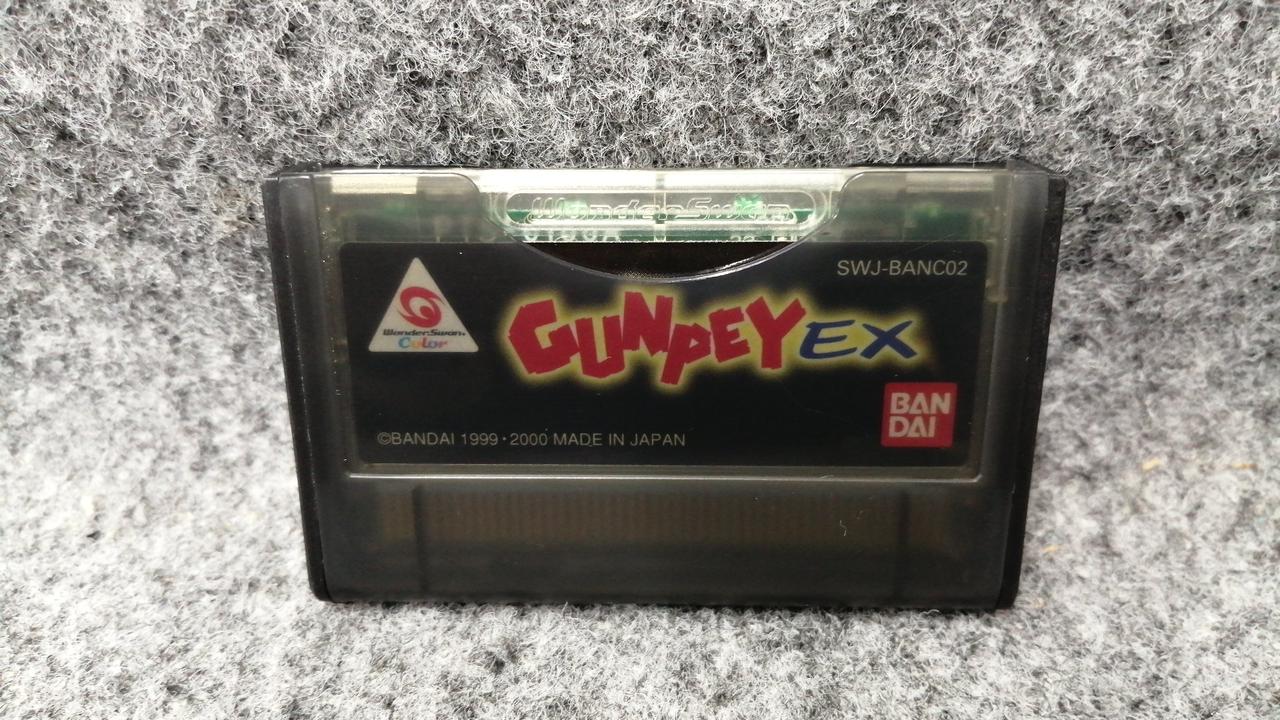 WonderSwan
SWJ-BANC02
WonderSwan
Color
GUNPEY EX
BAN
DAI
©BANDAI 1999・2000 MADE IN JAPAN